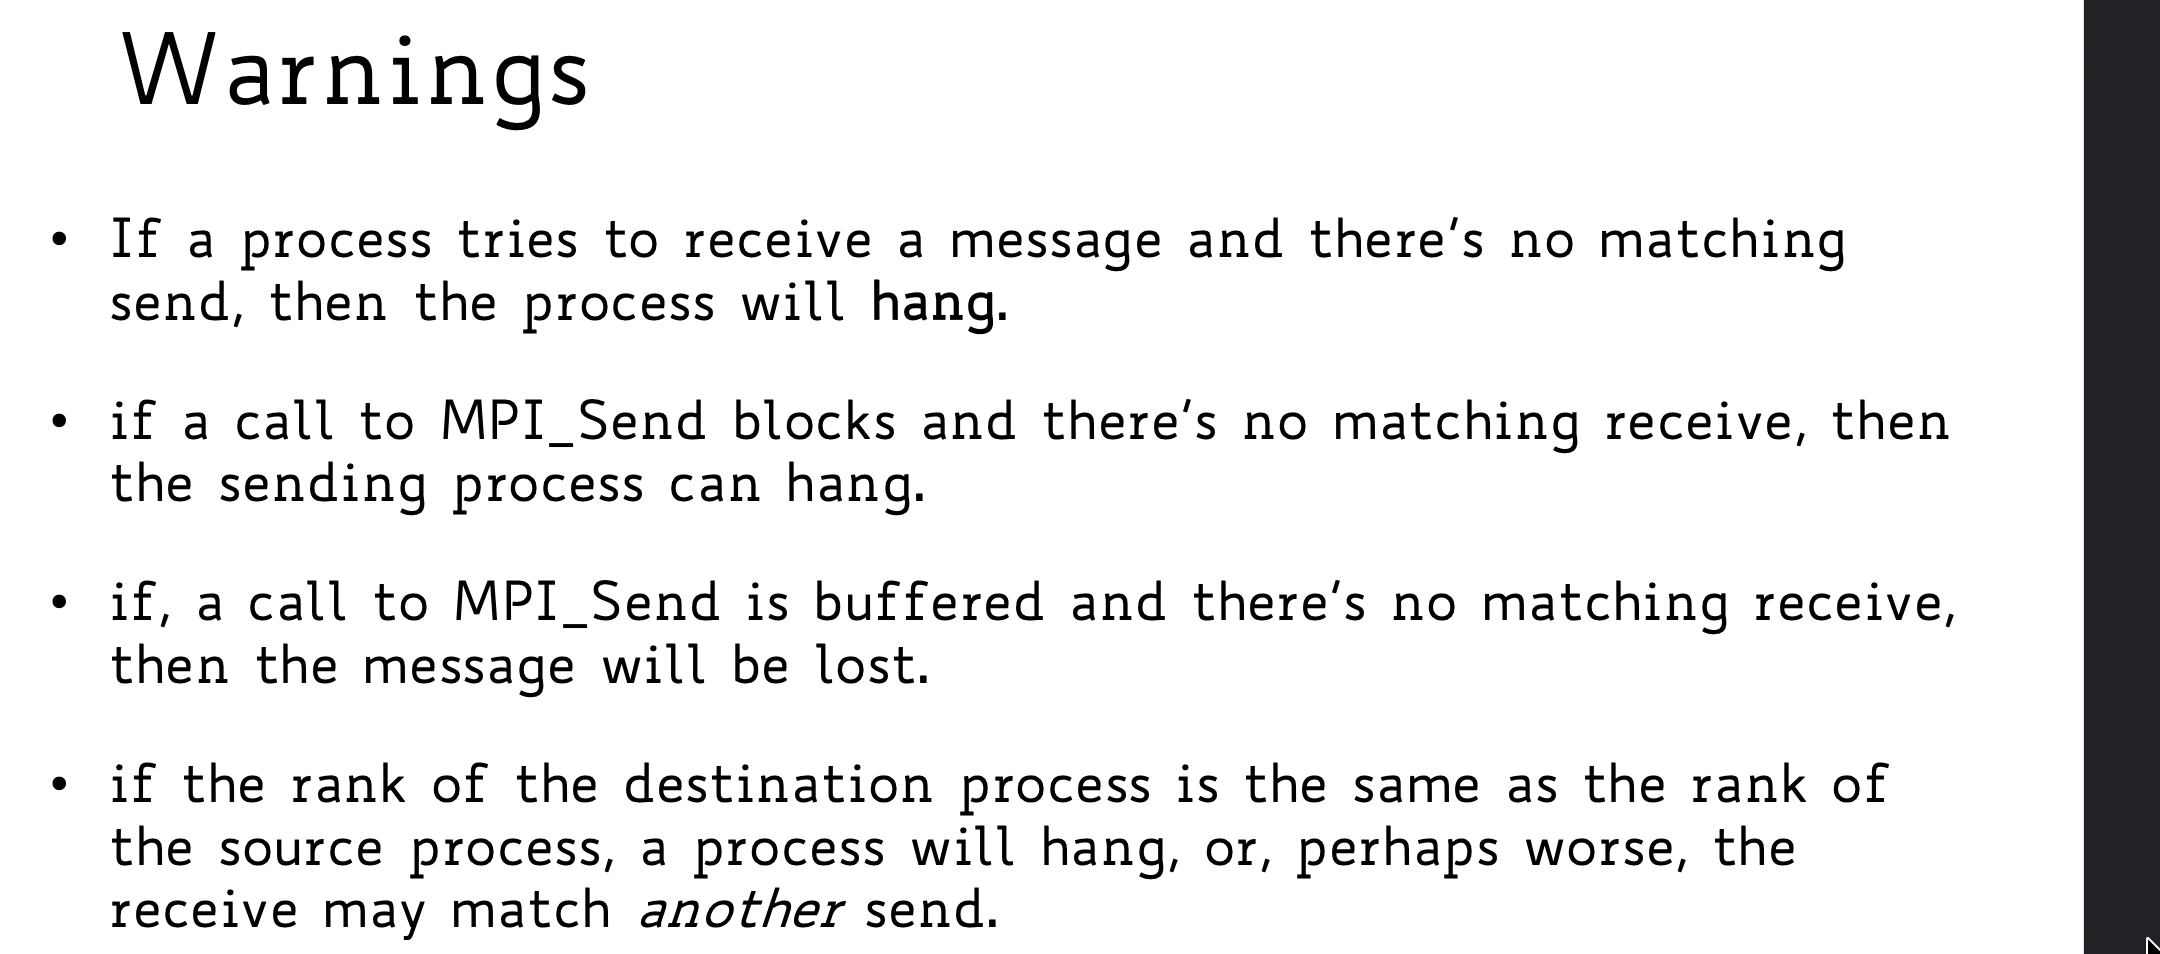 Warnings
• If a process tries to receive a message and there’s no matching
send, then the process will hang.
• if a call to MPI_Send blocks and there’s no matching receive, then
the sending process can hang.
• if, a call to MPI_Send is buffered and there’s no matching receive,
then the message will be lost.
• if the rank of the destination process is the same as the rank of
the source process, a process will hang, or, perhaps worse, the
receive may match another send.